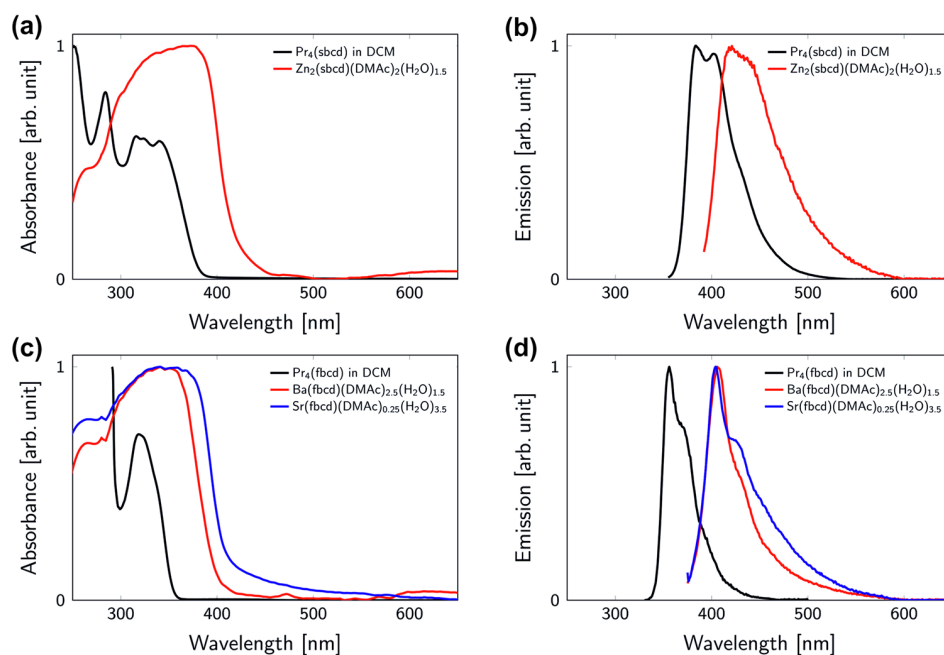 (a)
Absorbance [arb. unit]
1
0
Pr₄(sbcd) in DCM
Zn₂(sbcd)(DMAc)₂(H₂O)₁.₅
300 400 500 600
Wavelength [nm]
(b)
Emission [arb. unit]
1
0
Pr₄(sbcd) in DCM
Zn₂(sbcd)(DMAc)₂(H₂O)₁.₅
300 400 500 600
Wavelength [nm]
(c)
Absorbance [arb. unit]
1
0
Pr₄(fbcd) in DCM
Ba(fbcd)(DMAc)₂.₅(H₂O)₁.₅
Sr(fbcd)(DMAc)₀.₂₅(H₂O)₃.₅
300 400 500 600
Wavelength [nm]
(d)
Emission [arb. unit]
1
0
Pr₄(fbcd) in DCM
Ba(fbcd)(DMAc)₂.₅(H₂O)₁.₅
Sr(fbcd)(DMAc)₀.₂₅(H₂O)₃.₅
300 400 500 600
Wavelength [nm]